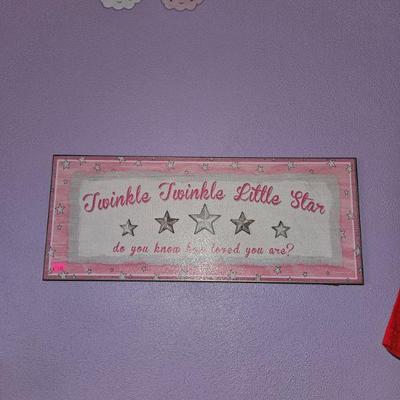 Twinkle Twinkle Little Star
do you know how loved you are?